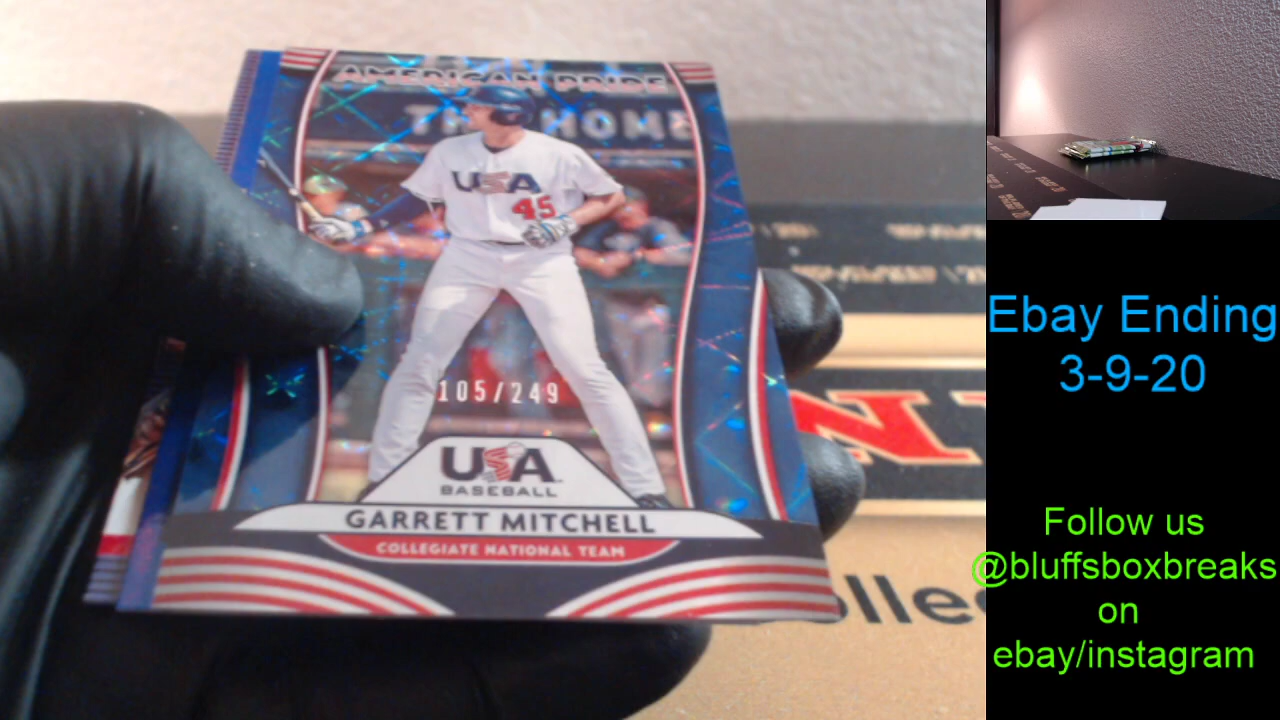 AMERICAN PRIDE
THE HOME
USA
45
105/249
USA
BASEBALL
GARRETT MITCHELL
COLLEGIATE NATIONAL TEAM
Ebay Ending
3-9-20
Follow us
@bluffsboxbreaks
on
ebay/instagram